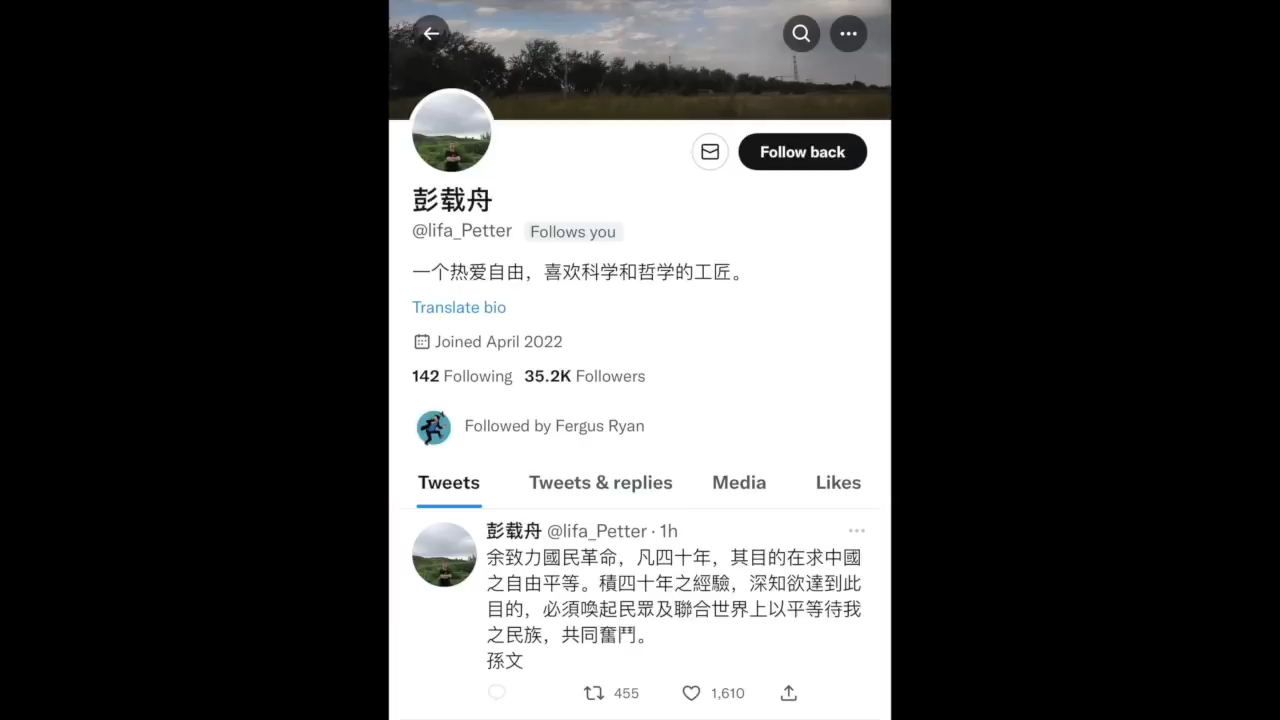 Follow back
彭载舟
@lifa_Petter Follows you
一个热爱自由，喜欢科学和哲学的工匠。
Translate bio
Joined April 2022
142 Following 35.2K Followers
Followed by Fergus Ryan
Tweets Tweets & replies Media Likes
彭载舟 @lifa_Petter · 1h
余致力國民革命，凡四十年，其目的在求中國
之自由平等。積四十年之經驗，深知欲達到此
目的，必須喚起民眾及聯合世界上以平等待我
之民族，共同奮鬥。
孫文
455 1,610